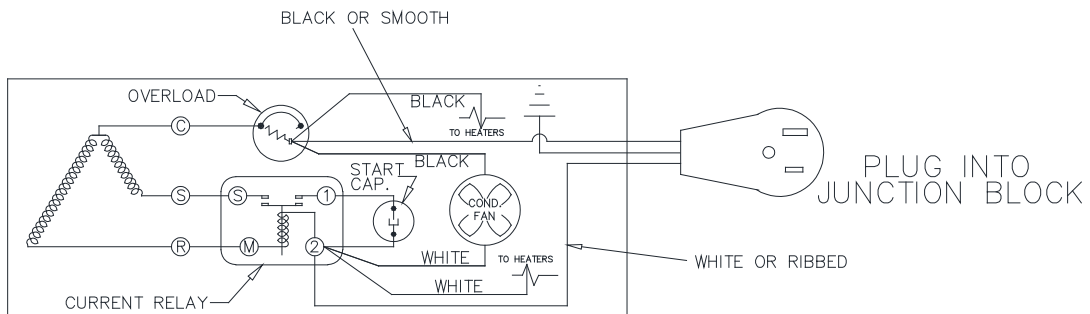 BLACK OR SMOOTH
OVERLOAD
BLACK
TO HEATERS
C
BLACK
START
CAP.
PLUG INTO
JUNCTION BLOCK
S
S
1
COND.
FAN
R
M
2
WHITE
TO HEATERS
WHITE
WHITE OR RIBBED
CURRENT RELAY